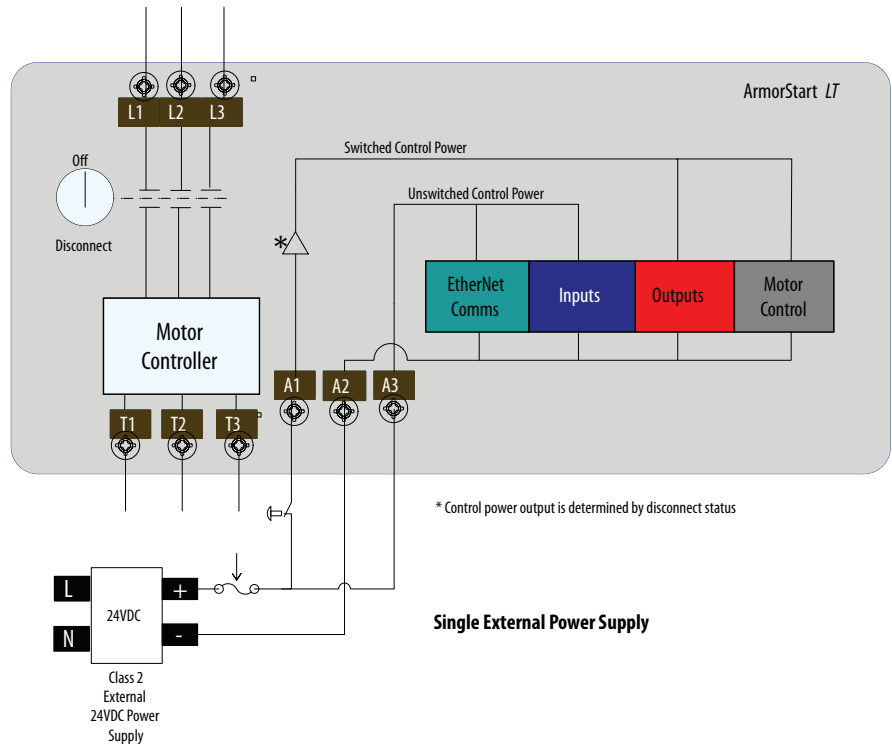 ArmorStart LT
L1 L2 L3
Off
Disconnect
Switched Control Power
Unswitched Control Power
*
EtherNet
Comms
Inputs
Outputs
Motor
Control
Motor
Controller
A1 A2 A3
T1 T2 T3
* Control power output is determined by disconnect status
L
+
24VDC
N
-
Single External Power Supply
Class 2
External
24VDC Power
Supply